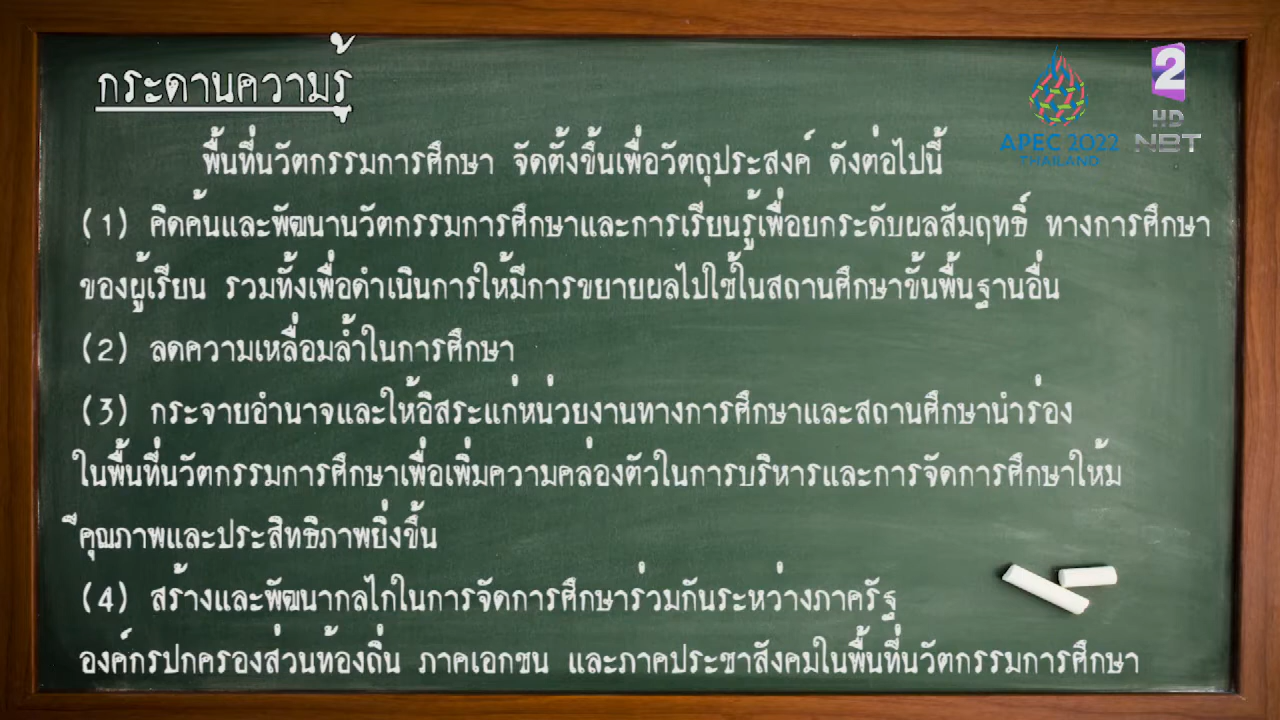 กระดานความรู้
APEC 2022
THAILAND
2
HD
NBT
พื้นที่นวัตกรรมการศึกษา จัดตั้งขึ้นเพื่อวัตถุประสงค์ ดังต่อไปนี้
(1) คิดค้นและพัฒนานวัตกรรมการศึกษาและการเรียนรู้เพื่อยกระดับผลสัมฤทธิ์ ทางการศึกษา
ของผู้เรียน รวมทั้งเพื่อดำเนินการให้มีการขยายผลไปใช้ในสถานศึกษาขั้นพื้นฐานอื่น
(2) ลดความเหลื่อมล้ำในการศึกษา
(3) กระจายอำนาจและให้อิสระแก่หน่วยงานทางการศึกษาและสถานศึกษานำร่อง
ในพื้นที่นวัตกรรมการศึกษาเพื่อเพิ่มความคล่องตัวในการบริหารและการจัดการศึกษาให้ม
ีคุณภาพและประสิทธิภาพยิ่งขึ้น
(4) สร้างและพัฒนากลไกในการจัดการศึกษาร่วมกันระหว่างภาครัฐ
องค์กรปกครองส่วนท้องถิ่น ภาคเอกชน และภาคประชาสังคมในพื้นที่นวัตกรรมการศึกษา